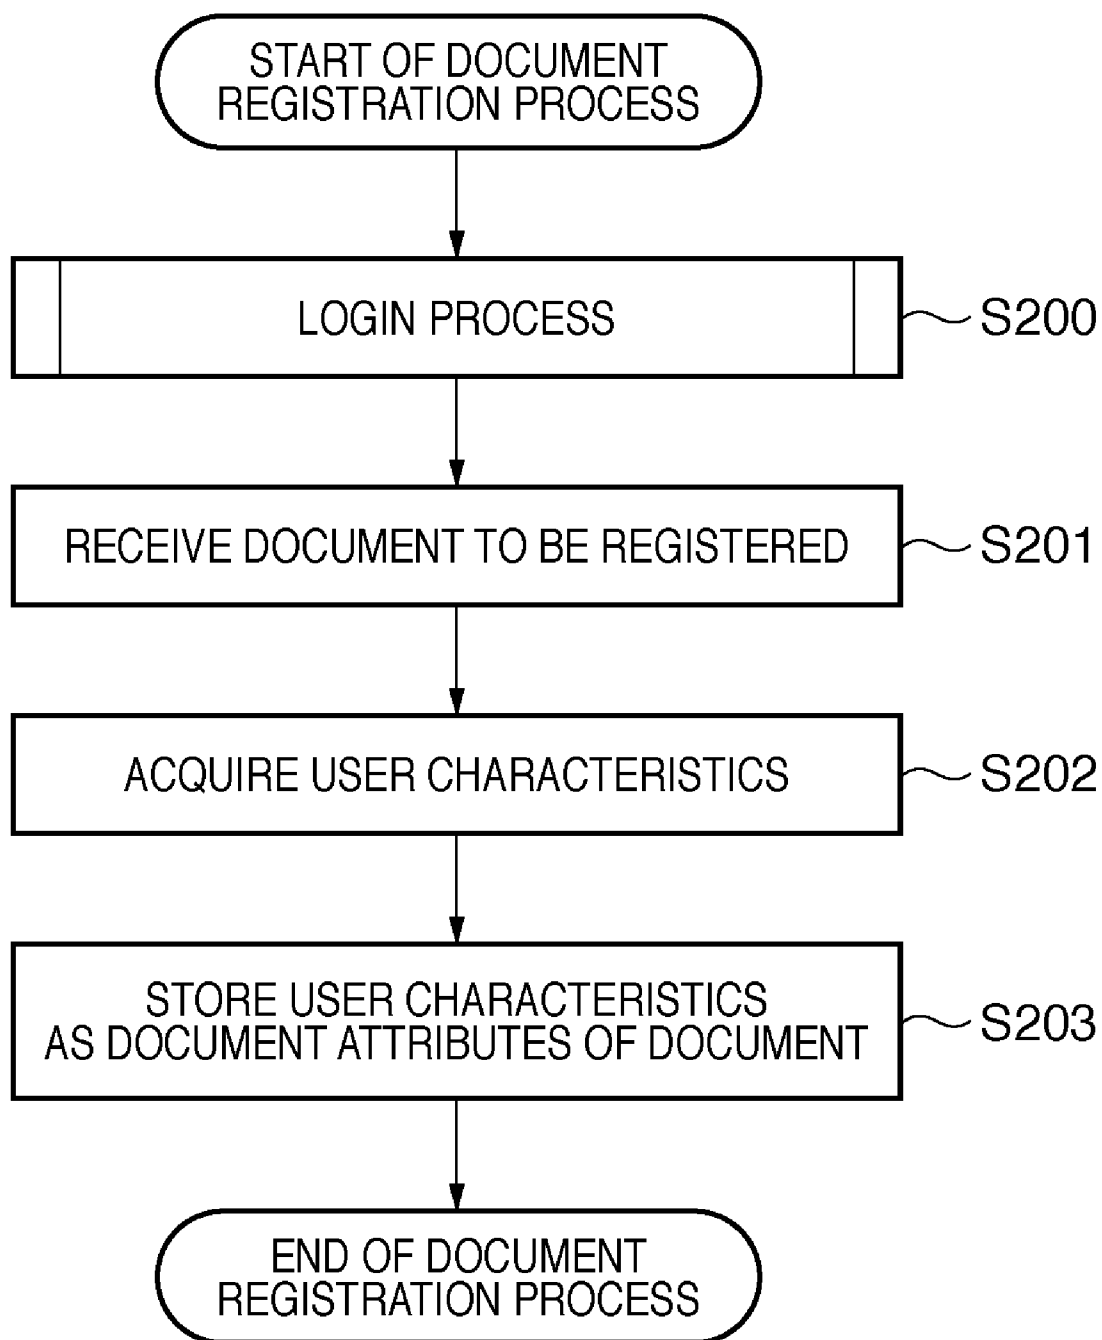 START OF DOCUMENT
REGISTRATION PROCESS
LOGIN PROCESS
S200
RECEIVE DOCUMENT TO BE REGISTERED
S201
ACQUIRE USER CHARACTERISTICS
S202
STORE USER CHARACTERISTICS
AS DOCUMENT ATTRIBUTES OF DOCUMENT
S203
END OF DOCUMENT
REGISTRATION PROCESS